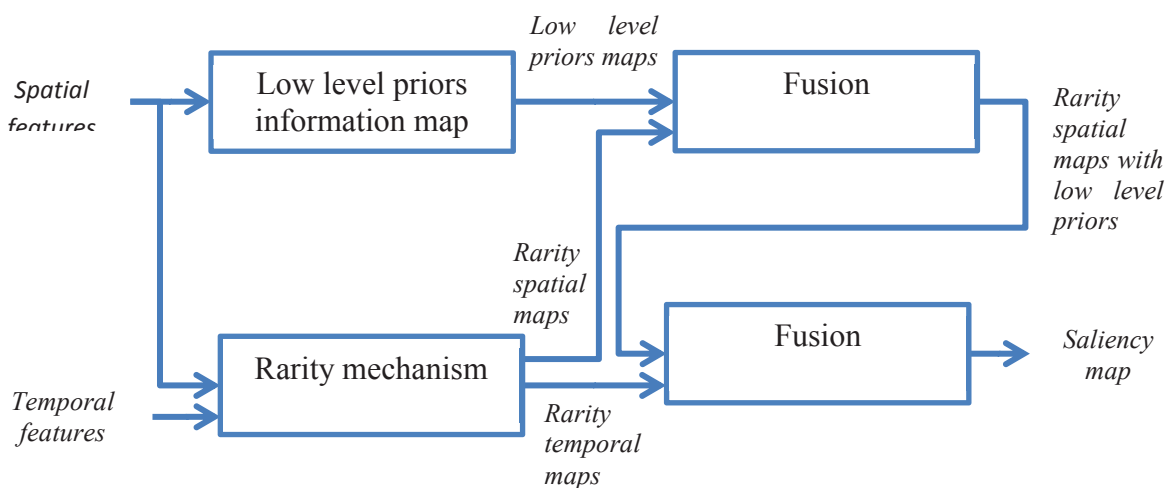 Spatial
features
Low level priors
information map
Low level
priors maps
Fusion
Rarity
spatial
maps with
low level
priors
Rarity
spatial
maps
Temporal
features
Rarity mechanism
Rarity
temporal
maps
Fusion
Saliency
map